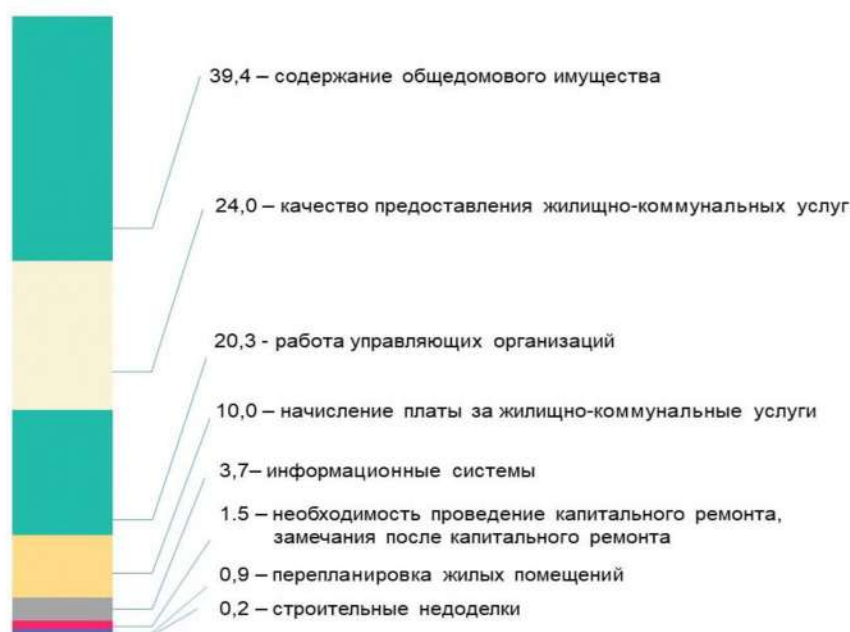 39,4 – содержание общедомового имущества
24,0 – качество предоставления жилищно-коммунальных услуг
20,3 - работа управляющих организаций
10,0 – начисление платы за жилищно-коммунальные услуги
3,7– информационные системы
1.5 – необходимость проведение капитального ремонта,
замечания после капитального ремонта
0,9 – перепланировка жилых помещений
0,2 – строительные недоделки